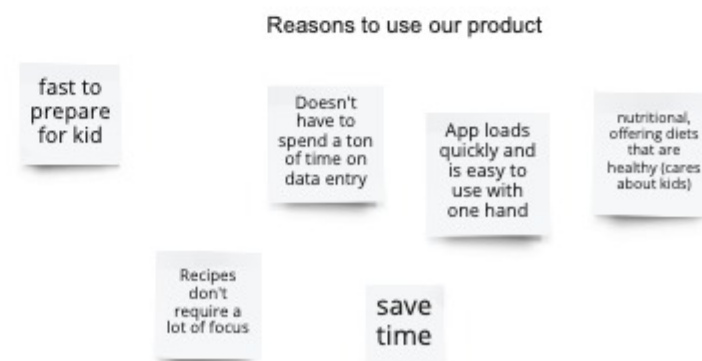 Reasons to use our product
fast to
prepare
for kid
Doesn't
have to
spend a ton
of time on
data entry
App loads
quickly and
is easy to
use with
one hand
nutritional,
offering diets
that are
healthy (cares
about kids)
Recipes
don't
require a
lot of focus
save
time